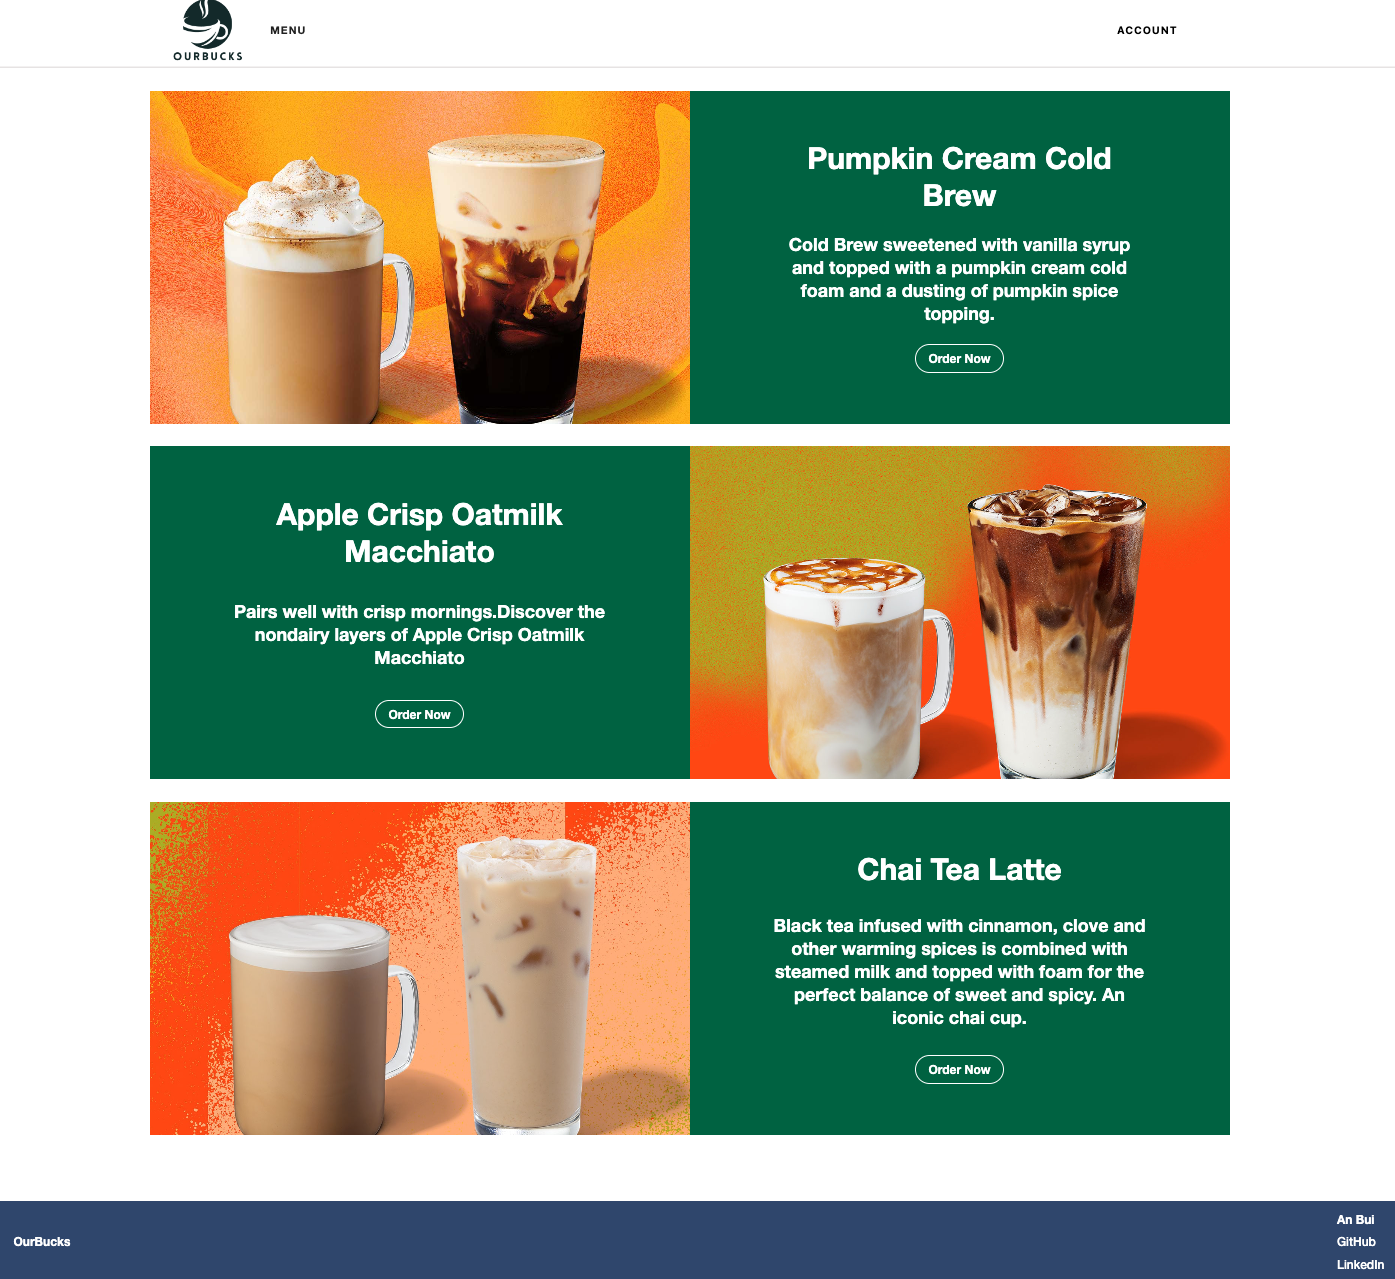 OURBUCKS
MENU
ACCOUNT
Pumpkin Cream Cold
Brew
Cold Brew sweetened with vanilla syrup
and topped with a pumpkin cream cold
foam and a dusting of pumpkin spice
topping.
Order Now
Apple Crisp Oatmilk
Macchiato
Pairs well with crisp mornings.Discover the
nondairy layers of Apple Crisp Oatmilk
Macchiato
Order Now
Chai Tea Latte
Black tea infused with cinnamon, clove and
other warming spices is combined with
steamed milk and topped with foam for the
perfect balance of sweet and spicy. An
iconic chai cup.
Order Now
OurBucks
An Bui
GitHub
LinkedIn